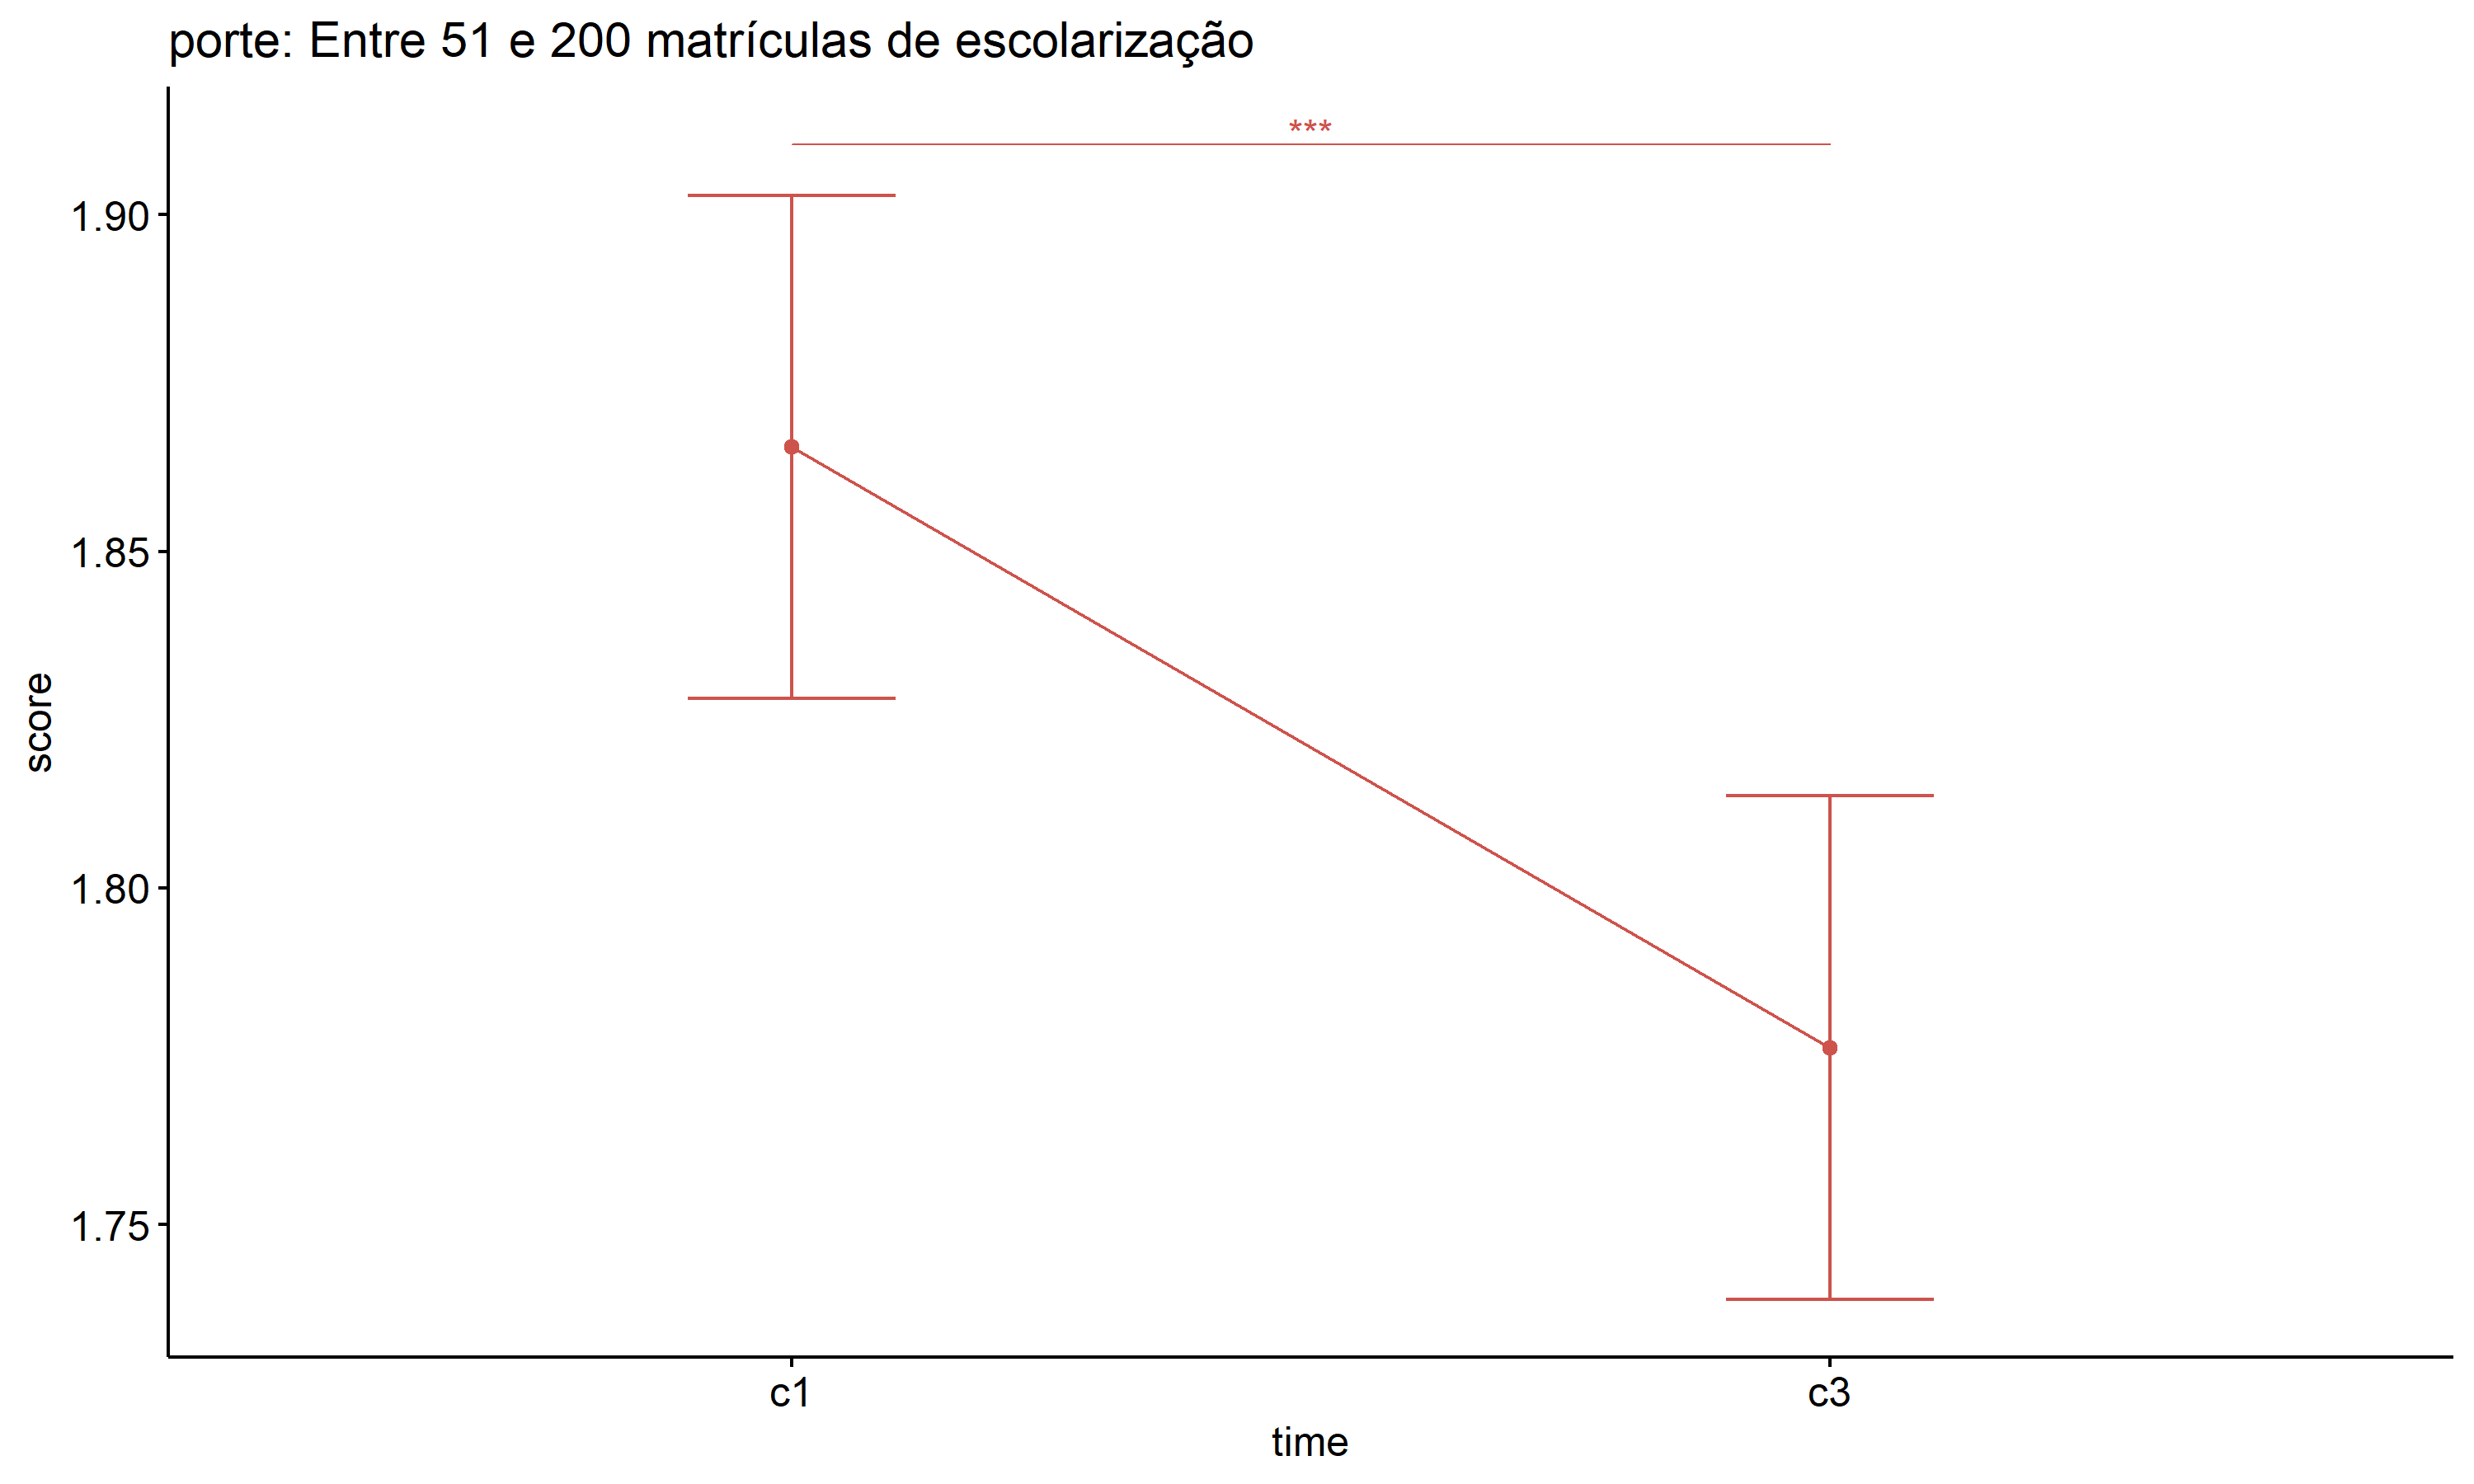 porte: Entre 51 e 200 matrículas de escolarização
***
1.90
1.85
1.80
1.75
score
c1
c3
time